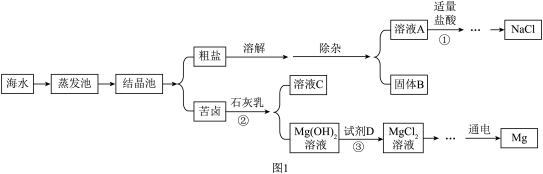 海水
蒸发池
结晶池
粗盐
溶解
除杂
溶液A
适量
盐酸
①
…
NaCl
固体B
苦卤
石灰乳
②
溶液C
Mg(OH)₂
溶液
试剂D
③
MgCl₂
溶液
…
通电
Mg
图1